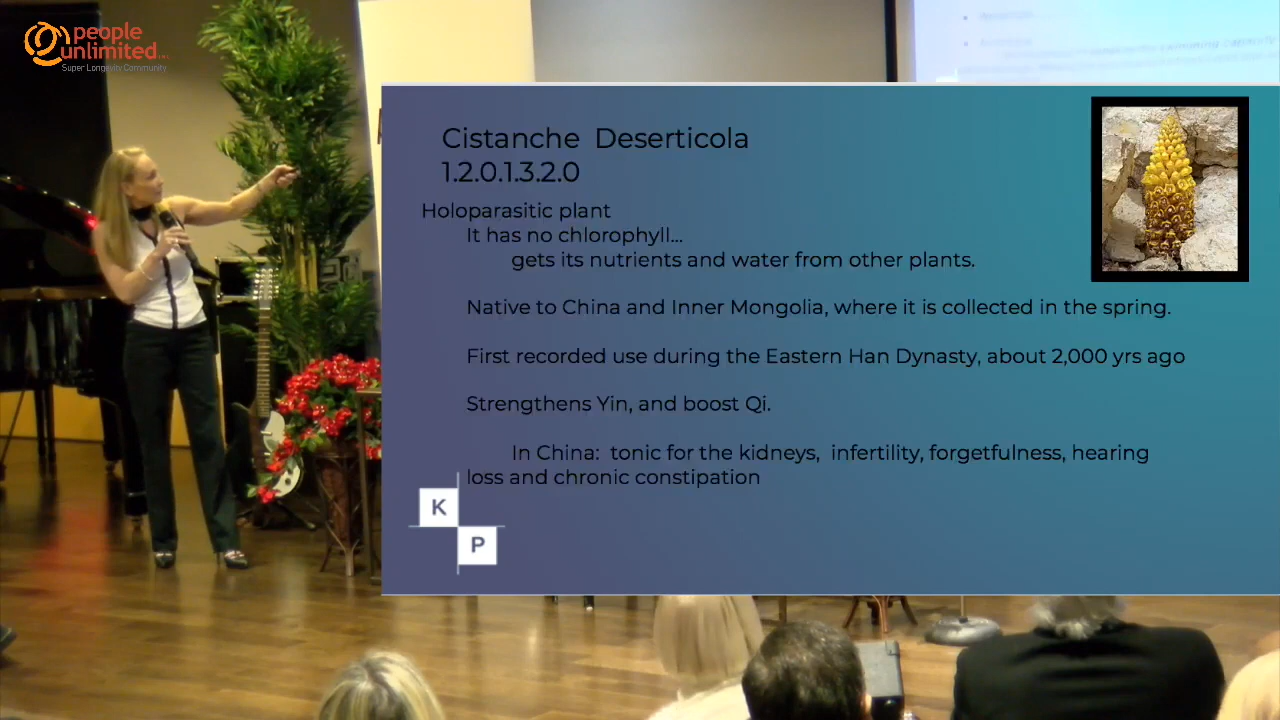 people
unlimited INC.
Super Longevity Community
Cistanche Deserticola
1.2.0.1.3.2.0
Holoparasitic plant
It has no chlorophyll...
gets its nutrients and water from other plants.
Native to China and Inner Mongolia, where it is collected in the spring.
First recorded use during the Eastern Han Dynasty, about 2,000 yrs ago
Strengthens Yin, and boost Qi.
In China: tonic for the kidneys, infertility, forgetfulness, hearing
loss and chronic constipation
K
P